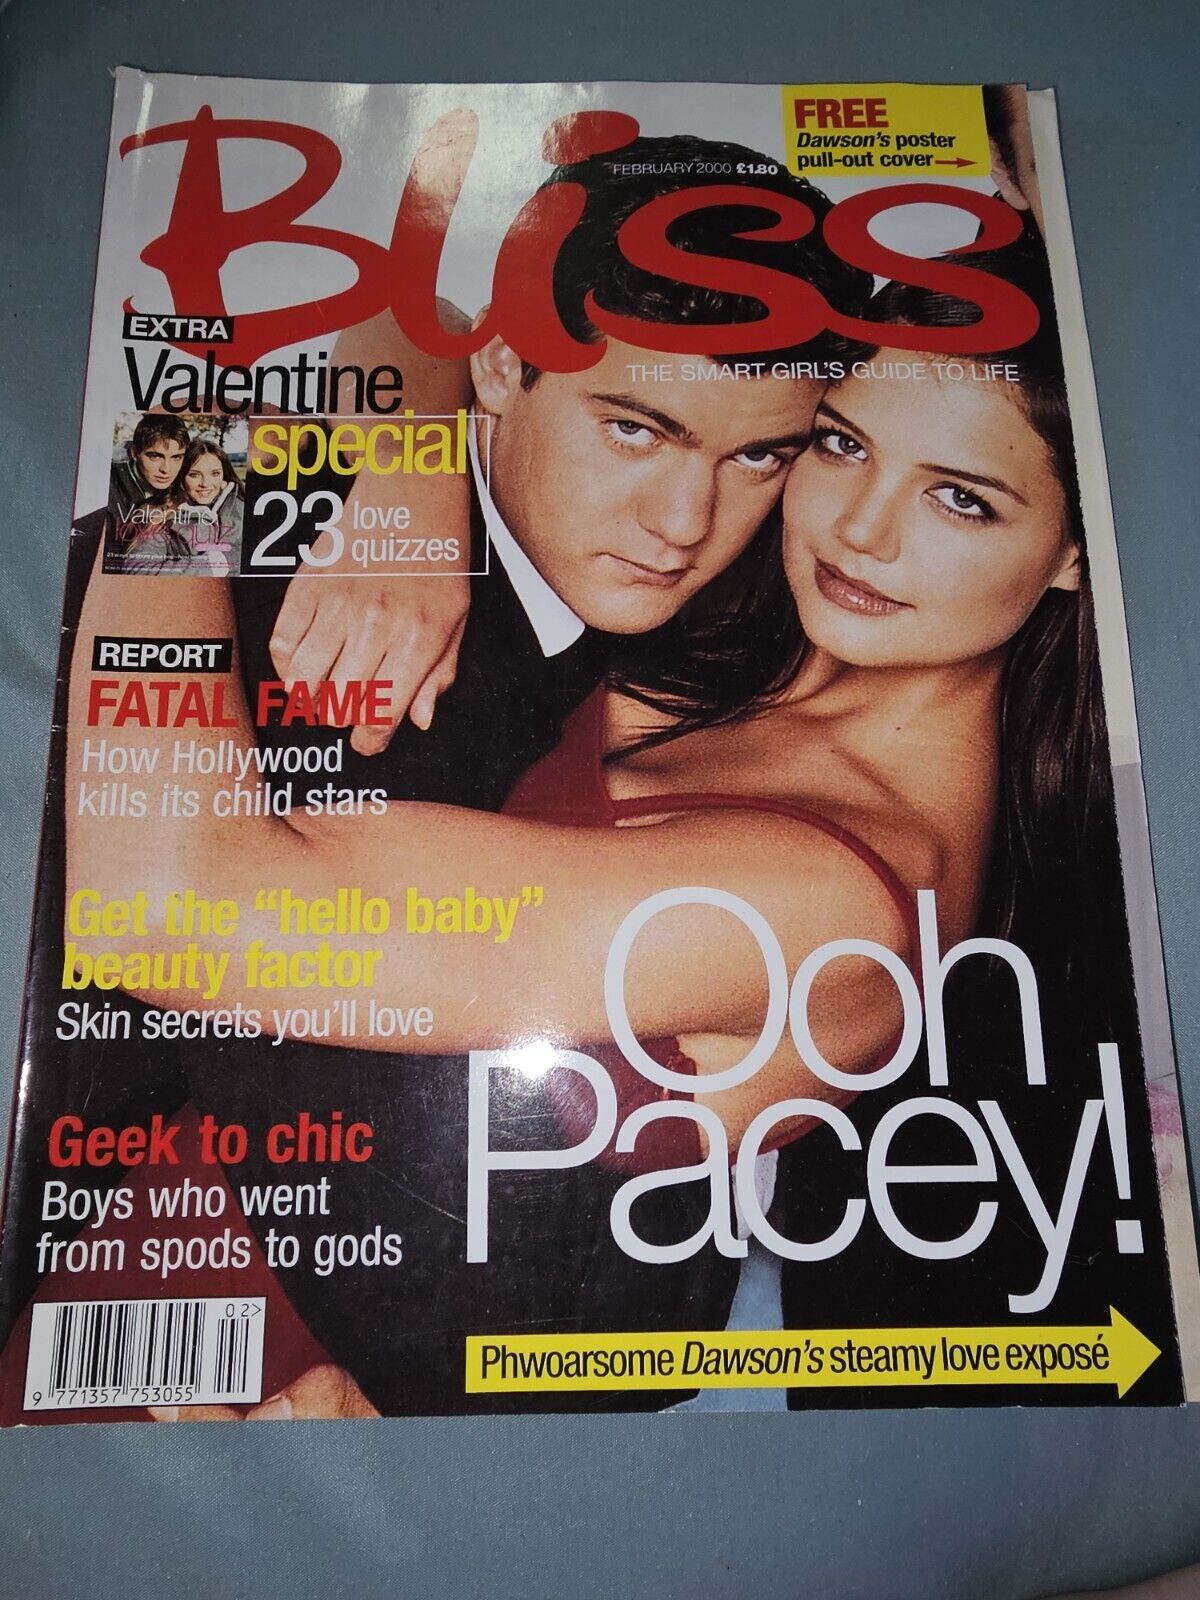 Bliss
FREE
Dawson's poster
pull-out cover
FEBRUARY 2000 £1.80
THE SMART GIRL'S GUIDE TO LIFE
EXTRA
Valentine
special
23 love
quizzes
Valentine
love quiz
REPORT
FATAL FAME
How Hollywood
kills its child stars
Get the “hello baby”
beauty factor
Skin secrets you'll love
Ooh
Pacey!
Geek to chic
Boys who went
from spods to gods
Phwoarsome Dawson's steamy love exposé
02>
9 771357 753055